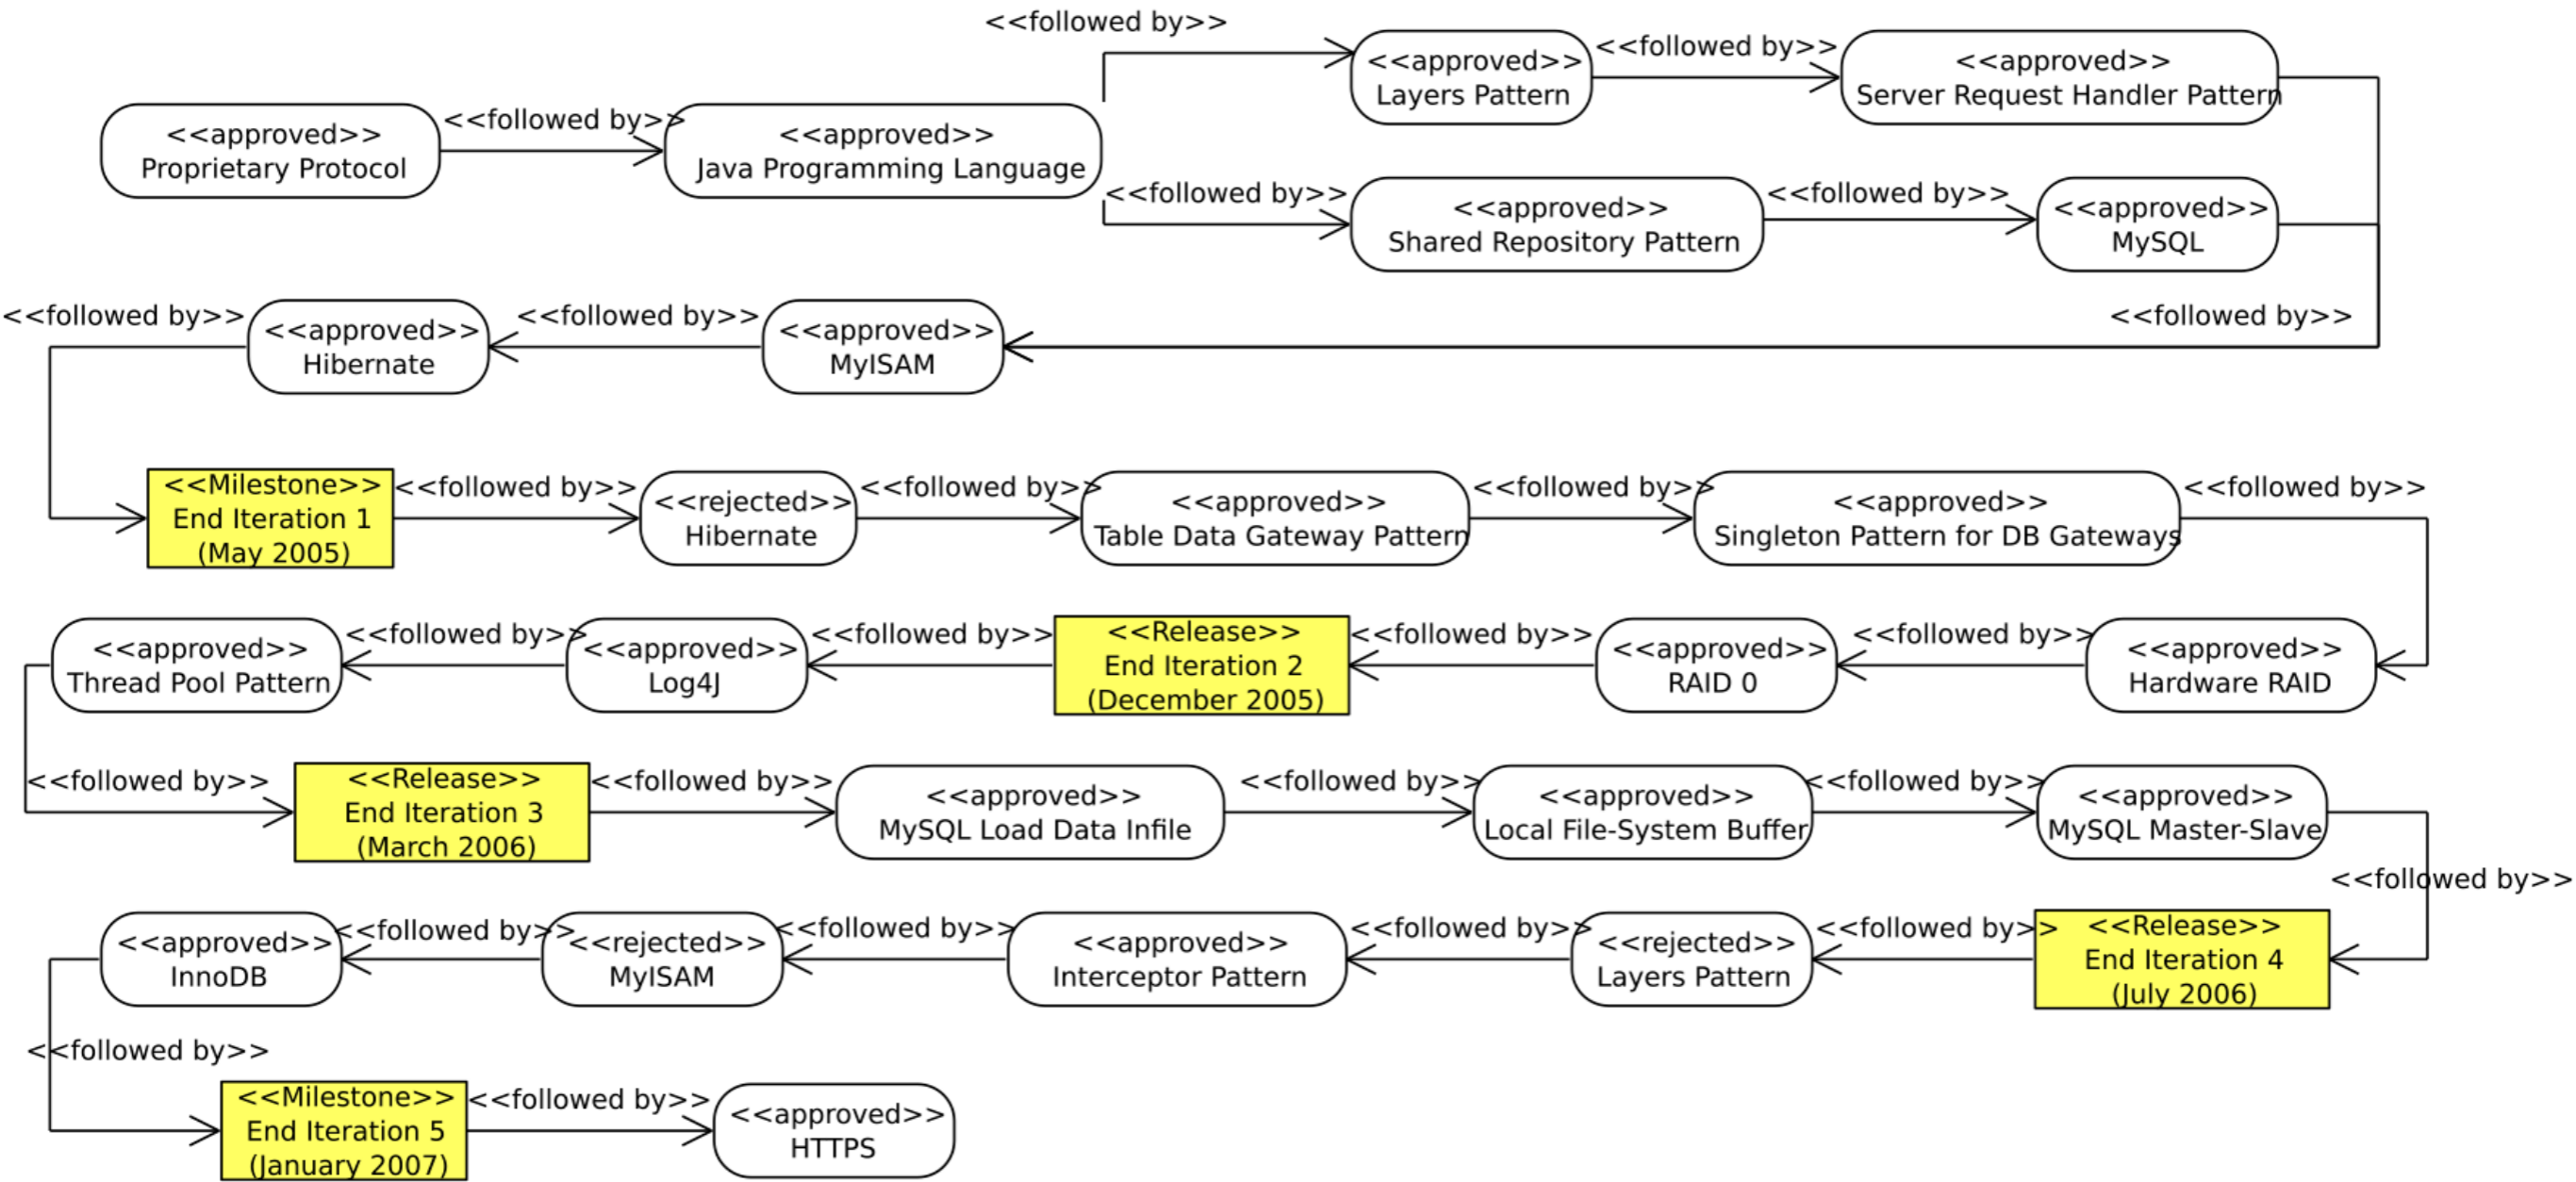 <<followed by>>
<<approved>>
Layers Pattern
<<followed by>>
<<approved>>
Server Request Handler Pattern
<<approved>>
Proprietary Protocol
<<followed by>>
<<approved>>
Java Programming Language
<<followed by>>
<<approved>>
Shared Repository Pattern
<<followed by>>
<<approved>>
MySQL
<<followed by>>
<<approved>>
MyISAM
<<followed by>>
<<approved>>
Hibernate
<<followed by>>
<<Milestone>>
End Iteration 1
(May 2005)
<<followed by>>
<<rejected>>
Hibernate
<<followed by>>
<<approved>>
Table Data Gateway Pattern
<<followed by>>
<<approved>>
Singleton Pattern for DB Gateways
<<followed by>>
<<approved>>
Hardware RAID
<<followed by>>
<<approved>>
RAID 0
<<followed by>>
<<Release>>
End Iteration 2
(December 2005)
<<followed by>>
<<approved>>
Log4J
<<followed by>>
<<approved>>
Thread Pool Pattern
<<followed by>>
<<Release>>
End Iteration 3
(March 2006)
<<followed by>>
<<approved>>
MySQL Load Data Infile
<<followed by>>
<<approved>>
Local File-System Buffer
<<followed by>>
<<approved>>
MySQL Master-Slave
<<followed by>>
<<Release>>
End Iteration 4
(July 2006)
<<followed by>>
<<rejected>>
Layers Pattern
<<followed by>>
<<approved>>
Interceptor Pattern
<<followed by>>
<<rejected>>
MyISAM
<<followed by>>
<<approved>>
InnoDB
<<followed by>>
<<Milestone>>
End Iteration 5
(January 2007)
<<followed by>>
<<approved>>
HTTPS